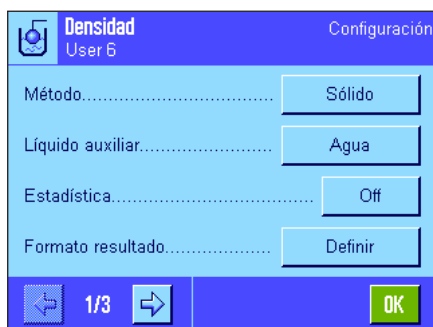 Densidad
Configuración
User 6
Método................................. Sólido
Líquido auxiliar....................... Agua
Estadística................................... Off
Formato resultado................... Definir
1/3
OK